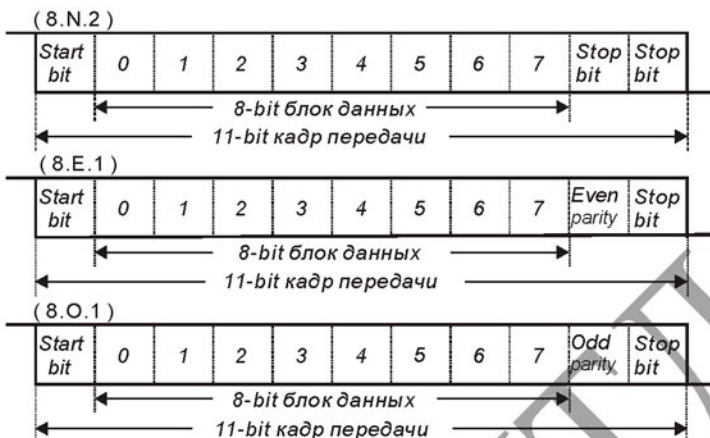 (8.N.2)
Start bit 0 1 2 3 4 5 6 7 Stop bit Stop bit
8-bit блок данных
11-bit кадр передачи
(8.E.1)
Start bit 0 1 2 3 4 5 6 7 Even parity Stop bit
8-bit блок данных
11-bit кадр передачи
(8.O.1)
Start bit 0 1 2 3 4 5 6 7 Odd parity Stop bit
8-bit блок данных
11-bit кадр передачи